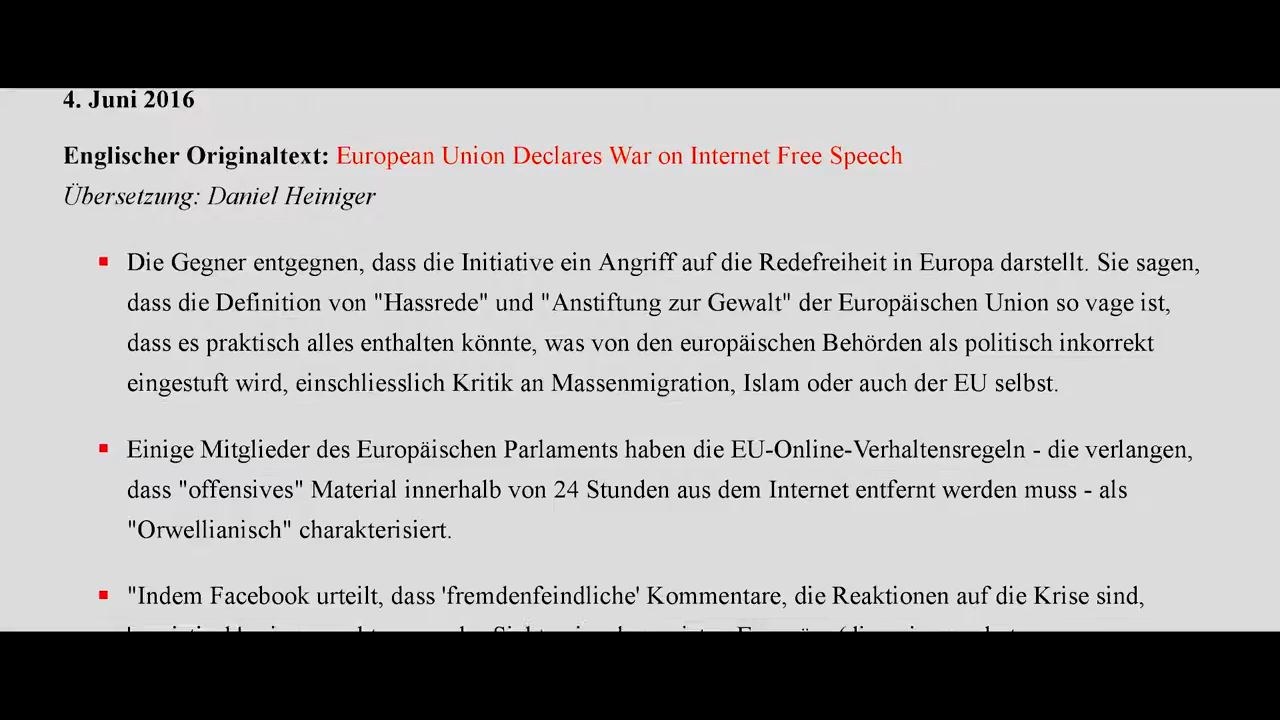 4. Juni 2016
Englischer Originaltext: European Union Declares War on Internet Free Speech
Übersetzung: Daniel Heiniger
Die Gegner entgegnen, dass die Initiative ein Angriff auf die Redefreiheit in Europa darstellt. Sie sagen,
dass die Definition von "Hassrede" und "Anstiftung zur Gewalt" der Europäischen Union so vage ist,
dass es praktisch alles enthalten könnte, was von den europäischen Behörden als politisch inkorrekt
eingestuft wird, einschliesslich Kritik an Massenmigration, Islam oder auch der EU selbst.
Einige Mitglieder des Europäischen Parlaments haben die EU-Online-Verhaltensregeln - die verlangen,
dass "offensives" Material innerhalb von 24 Stunden aus dem Internet entfernt werden muss - als
"Orwellianisch" charakterisiert.
"Indem Facebook urteilt, dass 'fremdenfeindliche' Kommentare, die Reaktionen auf die Krise sind,